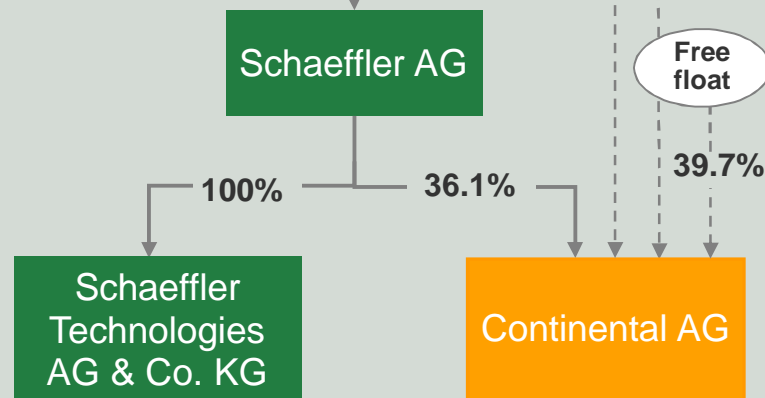 Schaeffler AG
Free
float
100%
36.1%
39.7%
Schaeffler
Technologies
AG & Co. KG
Continental AG